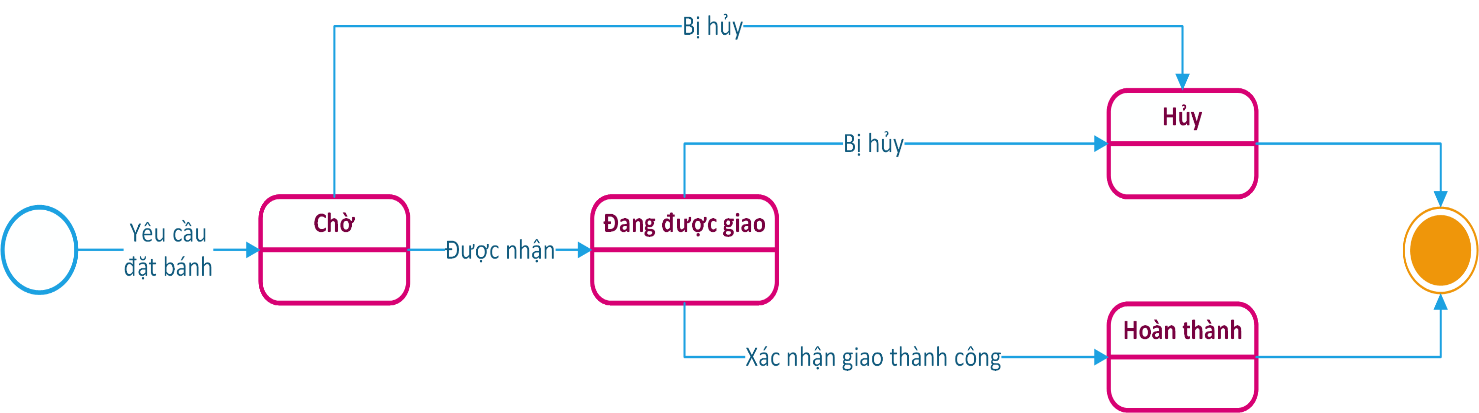 Bị hủy
Hủy
Bị hủy
Yêu cầu
đặt bánh
Chờ
Được nhận
Đang được giao
Hoàn thành
Xác nhận giao thành công